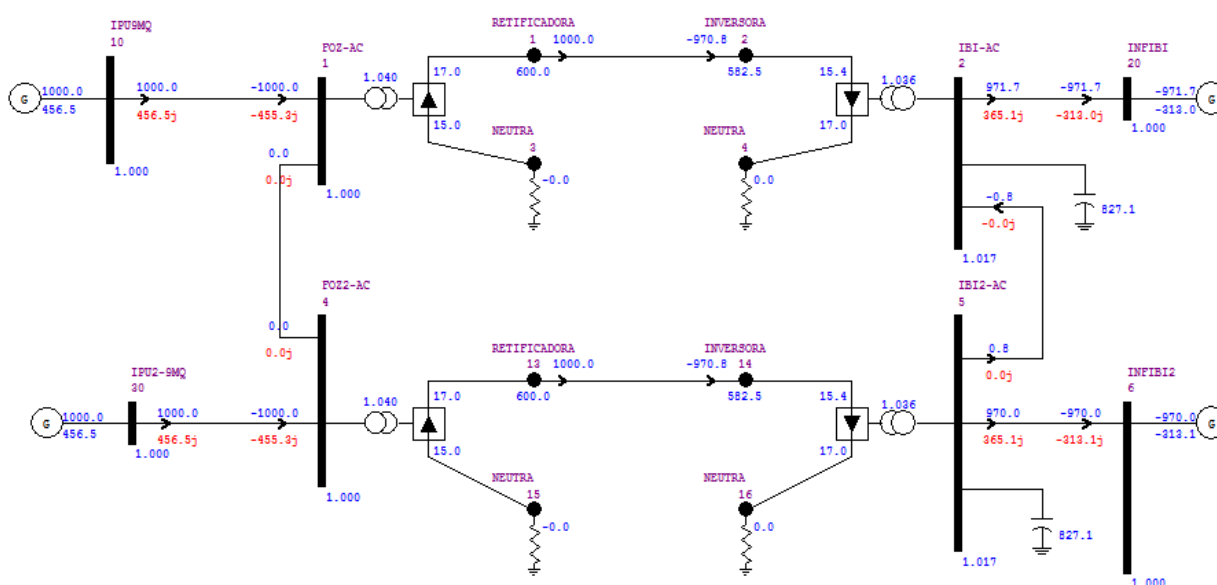 IPU9MQ
10
G
1000.0
456.5
1000.0
456.5j
-1000.0
-455.3j
1.000
FOZ-AC
1
0.0
0.0j
1.000
1.040
RETIFICADORA
1
17.0
1000.0
600.0
15.0
NEUTRA
3
-0.0
INVERSORA
2
-970.8
582.5
15.4
17.0
NEUTRA
4
0.0
1.036
IBI-AC
2
971.7
365.1j
-971.7
-313.0j
INFIBI
20
-971.7
-313.0
G
1.000
827.1
-0.8
-0.0j
1.017
FOZ2-AC
4
0.0
0.0j
IPU2-9MQ
30
G
1000.0
456.5
1000.0
456.5j
-1000.0
-455.3j
1.000
1.000
1.040
RETIFICADORA
13
17.0
1000.0
600.0
15.0
NEUTRA
15
-0.0
INVERSORA
14
-970.8
582.5
15.4
17.0
NEUTRA
16
0.0
1.036
IBI2-AC
5
0.8
0.0j
970.0
365.1j
-970.0
-313.1j
INFIBI2
6
-970.0
-313.1
G
827.1
1.017
1.000